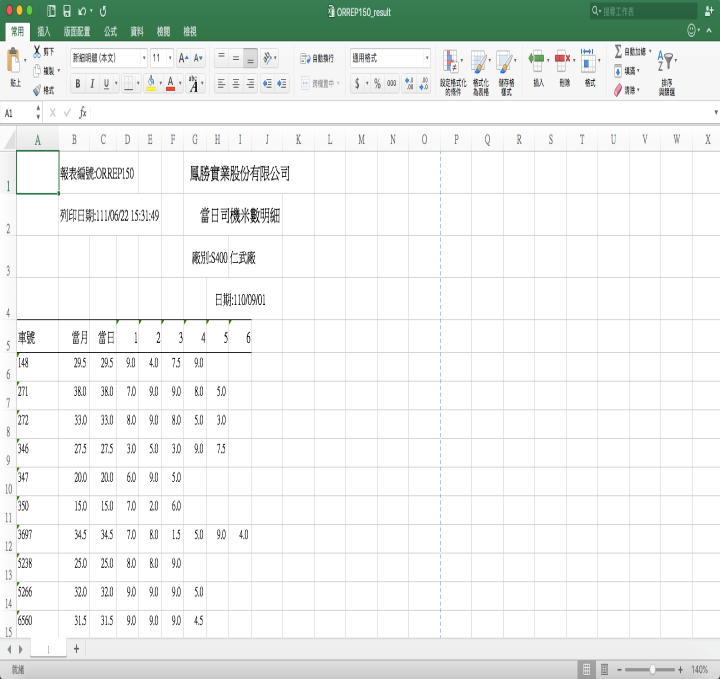 ORREP150_result
搜尋工作表
常用 插入 版面配置 公式 資料 校閱 檢視
貼上 剪下 複製 格式
新細明體 (本文) 11 A A
B I U A abc A
自動換行
跨欄置中
通用格式
$ % 000 .00 .0
設定格式化的條件 格式化為表格 儲存格樣式
插入 刪除 格式
自動加總 填滿 清除
排序與篩選
A1 fx
A B C D E F G H I J K L M N O P Q R S T U V W X
1 報表編號:ORREP150 鳳勝實業股份有限公司
2 列印日期:111/06/22 15:31:49 當日司機米數明細
3 廠別:S400 仁武廠
4 日期:110/09/01
5 車號 當月 當日 1 2 3 4 5 6
6 148 29.5 29.5 9.0 4.0 7.5 9.0
7 271 38.0 38.0 7.0 9.0 9.0 8.0 5.0
8 272 33.0 33.0 8.0 9.0 8.0 5.0 3.0
9 346 27.5 27.5 3.0 5.0 3.0 9.0 7.5
10 347 20.0 20.0 6.0 9.0 5.0
11 350 15.0 15.0 7.0 2.0 6.0
12 3697 34.5 34.5 7.0 8.0 1.5 5.0 9.0 4.0
13 5238 25.0 25.0 8.0 8.0 9.0
14 5266 32.0 32.0 9.0 9.0 9.0 5.0
15 6560 31.5 31.5 9.0 9.0 9.0 4.5
1 +
就緒 140%